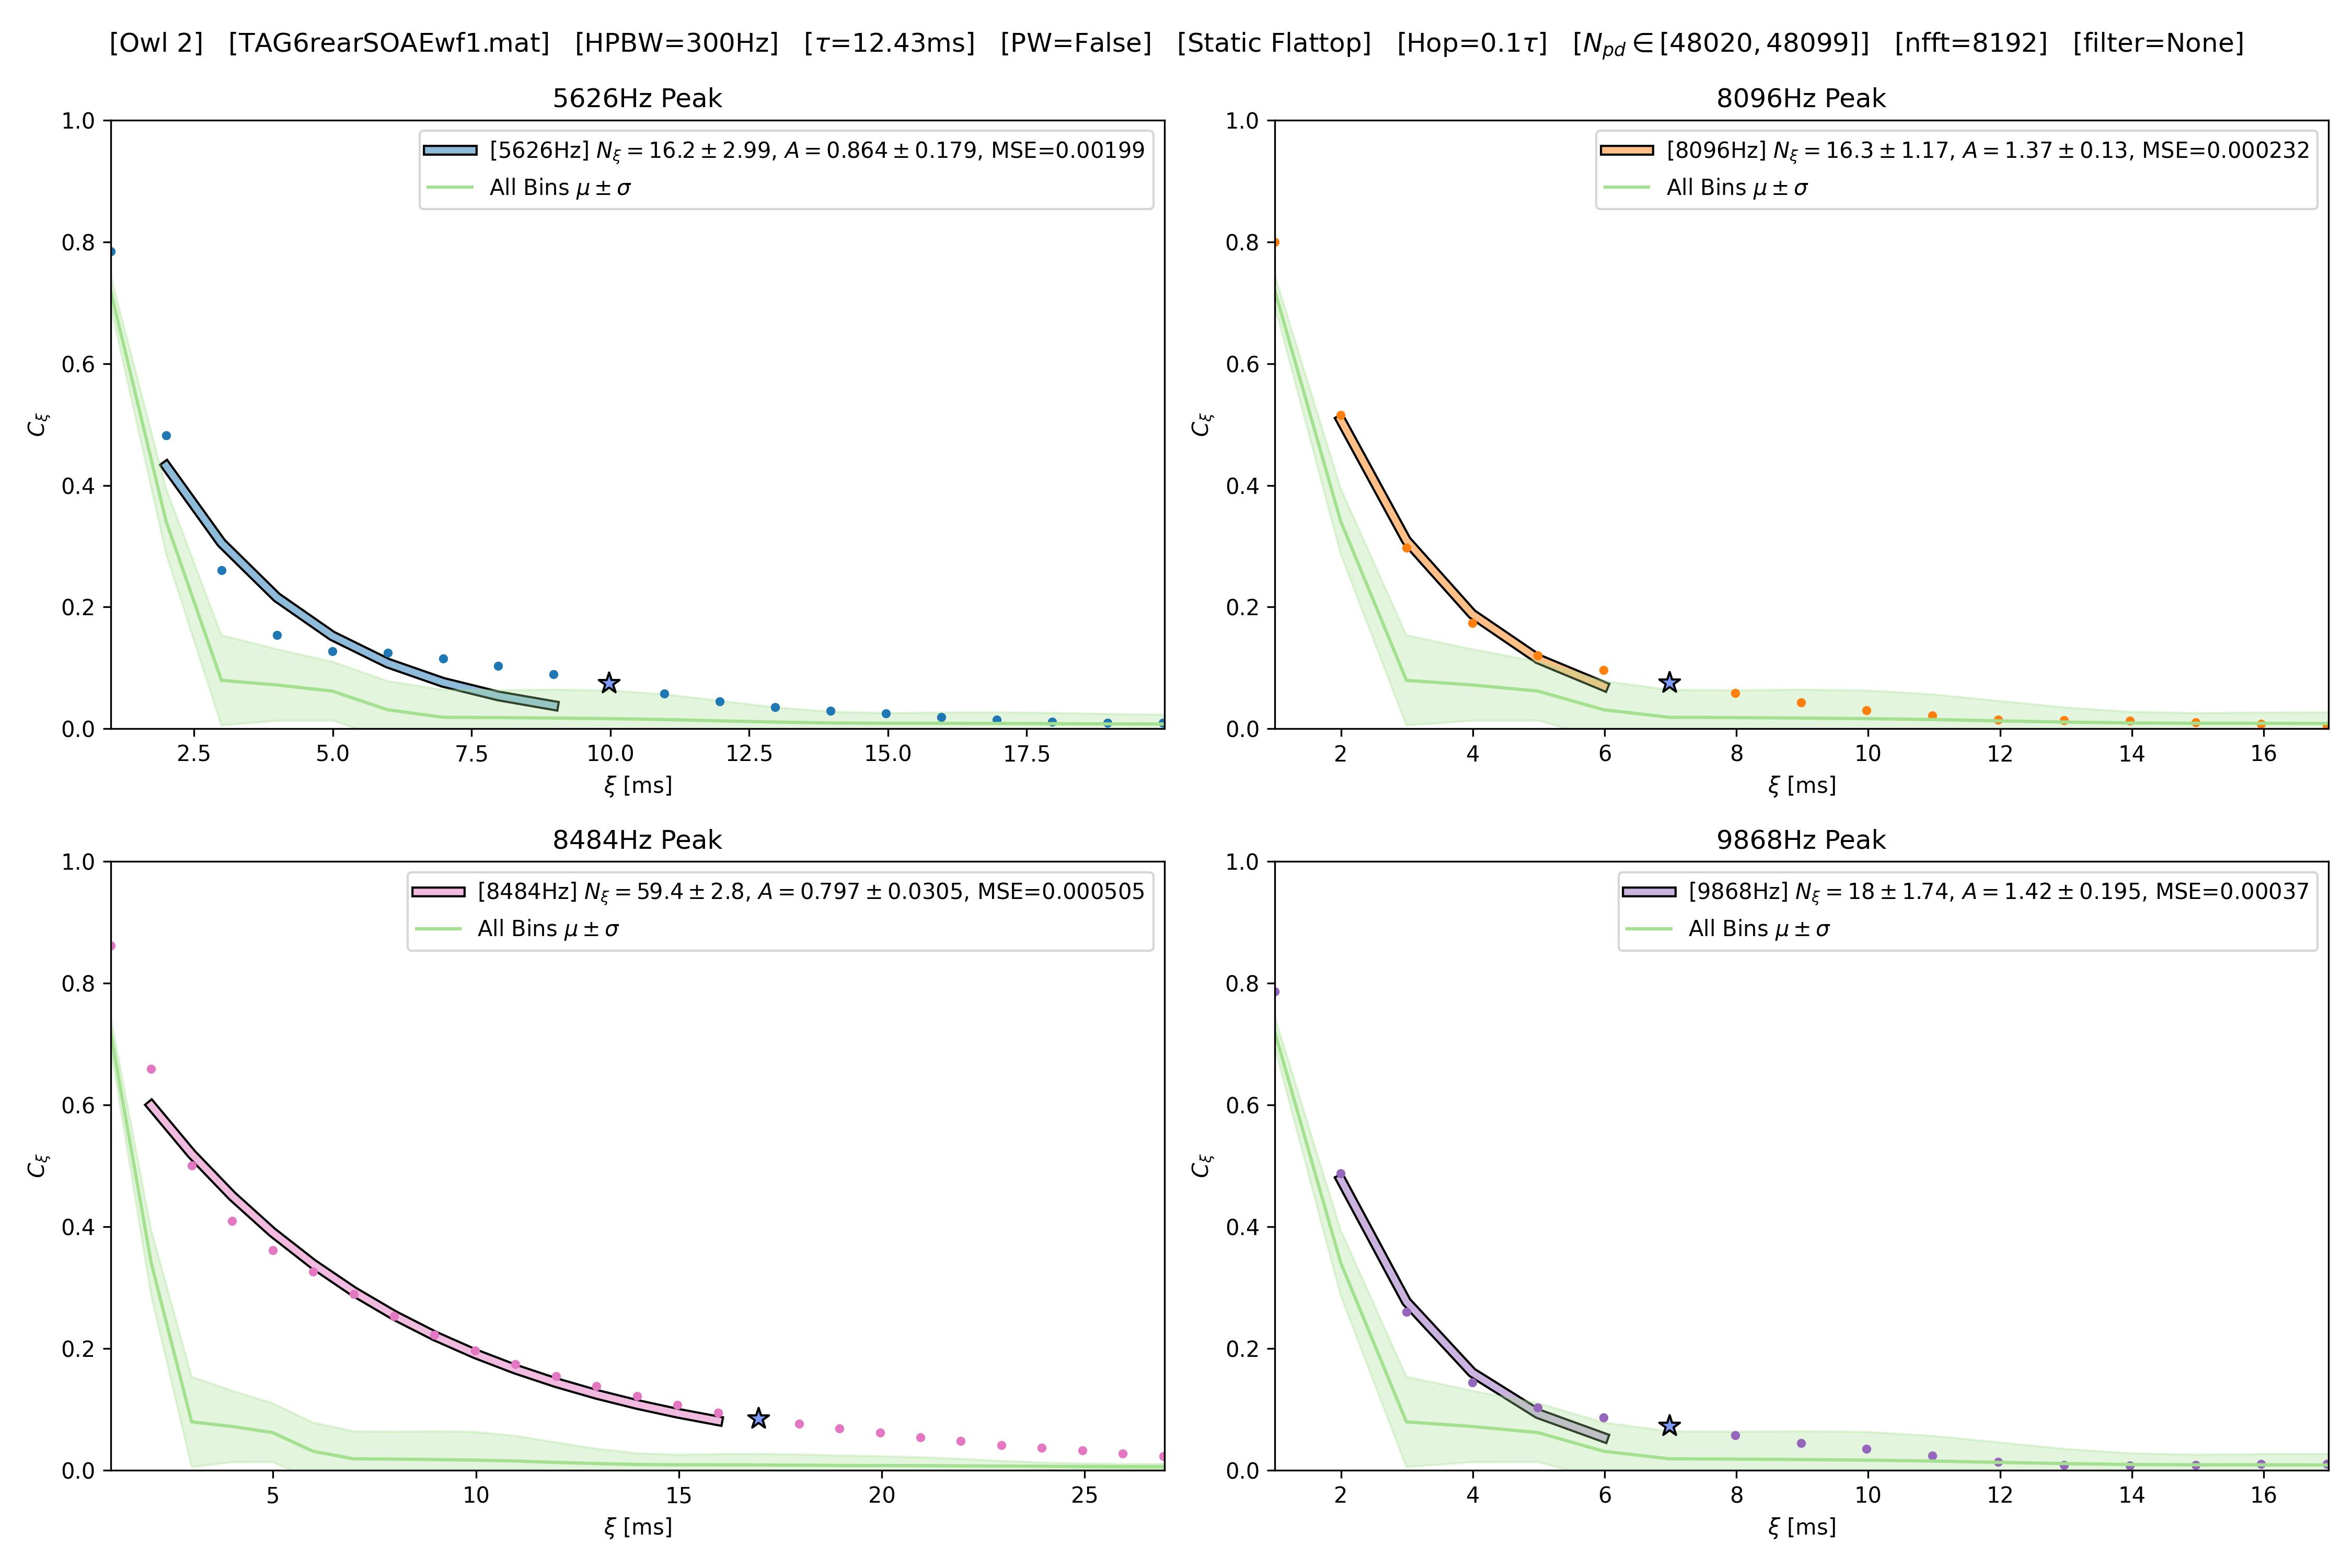 [Owl 2] [TAG6rearSOAEwf1.mat] [HPBW=300Hz] [τ=12.43ms] [PW=False] [Static Flattop] [Hop=0.1τ] [N_pd ∈ [48020, 48099]] [nfft=8192] [filter=None]
5626Hz Peak
[5626Hz] N_ξ = 16.2 ± 2.99, A = 0.864 ± 0.179, MSE=0.00199
All Bins μ ± σ
1.0
0.8
0.6
0.4
0.2
0.0
C_ξ
2.5 5.0 7.5 10.0 12.5 15.0 17.5
ξ [ms]
8096Hz Peak
[8096Hz] N_ξ = 16.3 ± 1.17, A = 1.37 ± 0.13, MSE=0.000232
All Bins μ ± σ
1.0
0.8
0.6
0.4
0.2
0.0
C_ξ
2 4 6 8 10 12 14 16
ξ [ms]
8484Hz Peak
[8484Hz] N_ξ = 59.4 ± 2.8, A = 0.797 ± 0.0305, MSE=0.000505
All Bins μ ± σ
1.0
0.8
0.6
0.4
0.2
0.0
C_ξ
5 10 15 20 25
ξ [ms]
9868Hz Peak
[9868Hz] N_ξ = 18 ± 1.74, A = 1.42 ± 0.195, MSE=0.00037
All Bins μ ± σ
1.0
0.8
0.6
0.4
0.2
0.0
C_ξ
2 4 6 8 10 12 14 16
ξ [ms]